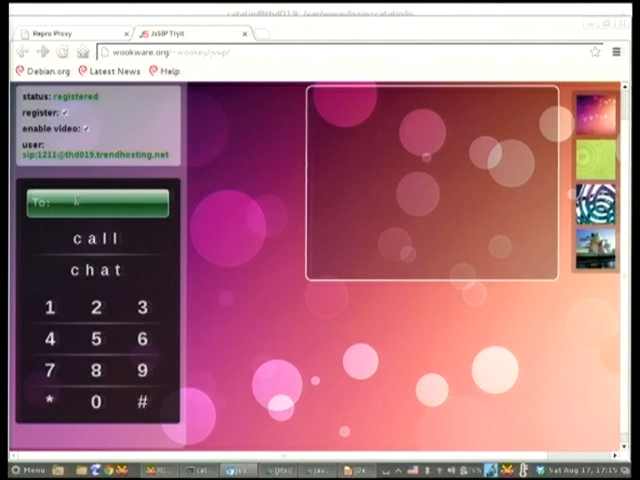 Repro Proxy
JsSIP Tryit
wookware.org/~wookey/jssip/
Debian.org
Latest News
Help
status: registered
register:
enable video:
user:
sip:1211@thd019.trendhosting.net
To:
call
chat
1 2 3
4 5 6
7 8 9
* 0 #
Menu
Sat Aug 17, 17:15